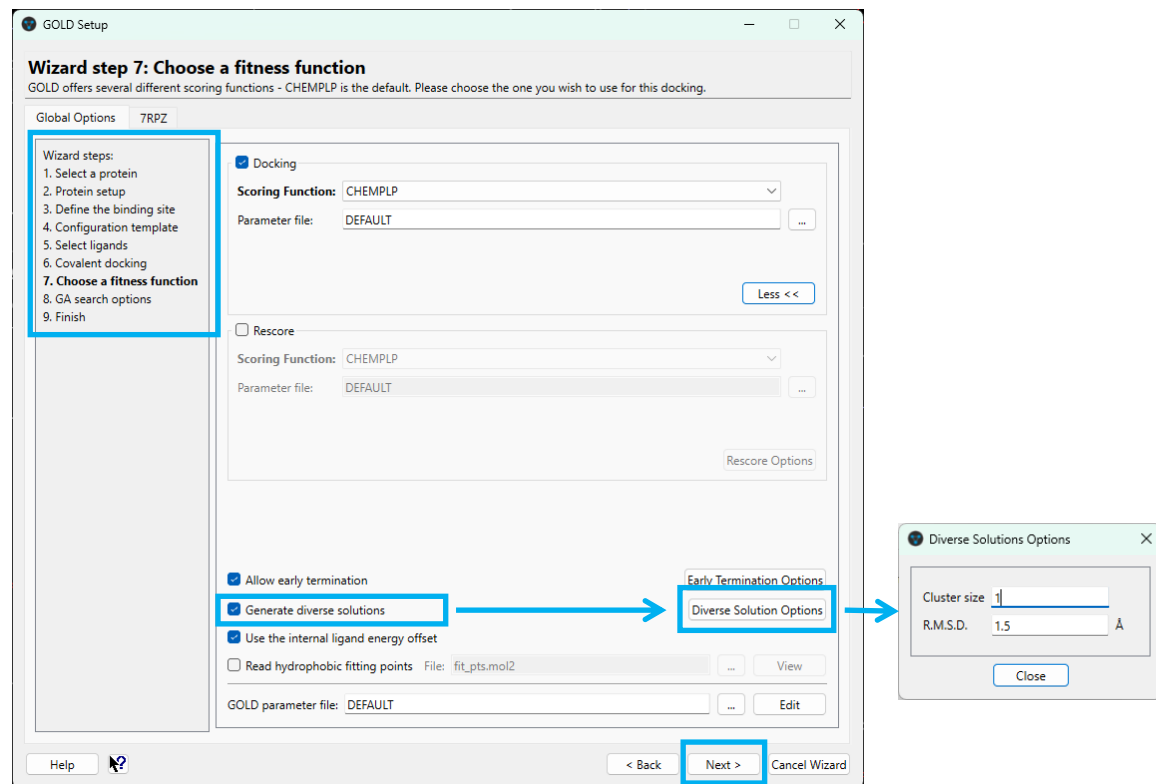 GOLD Setup
Wizard step 7: Choose a fitness function
GOLD offers several different scoring functions - CHEMPLP is the default. Please choose the one you wish to use for this docking.
Global Options
7RPZ
Wizard steps:
1. Select a protein
2. Protein setup
3. Define the binding site
4. Configuration template
5. Select ligands
6. Covalent docking
7. Choose a fitness function
8. GA search options
9. Finish
Docking
Scoring Function: CHEMPLP
Parameter file: DEFAULT
...
Less <<
Rescore
Scoring Function: CHEMPLP
Parameter file: DEFAULT
...
Rescore Options
Allow early termination
Early Termination Options
Generate diverse solutions
Diverse Solution Options
Use the internal ligand energy offset
Read hydrophobic fitting points File: fit_pts.mol2
...
View
GOLD parameter file: DEFAULT
...
Edit
Help
< Back
Next >
Cancel Wizard
Diverse Solutions Options
Cluster size 1
R.M.S.D. 1.5 Å
Close